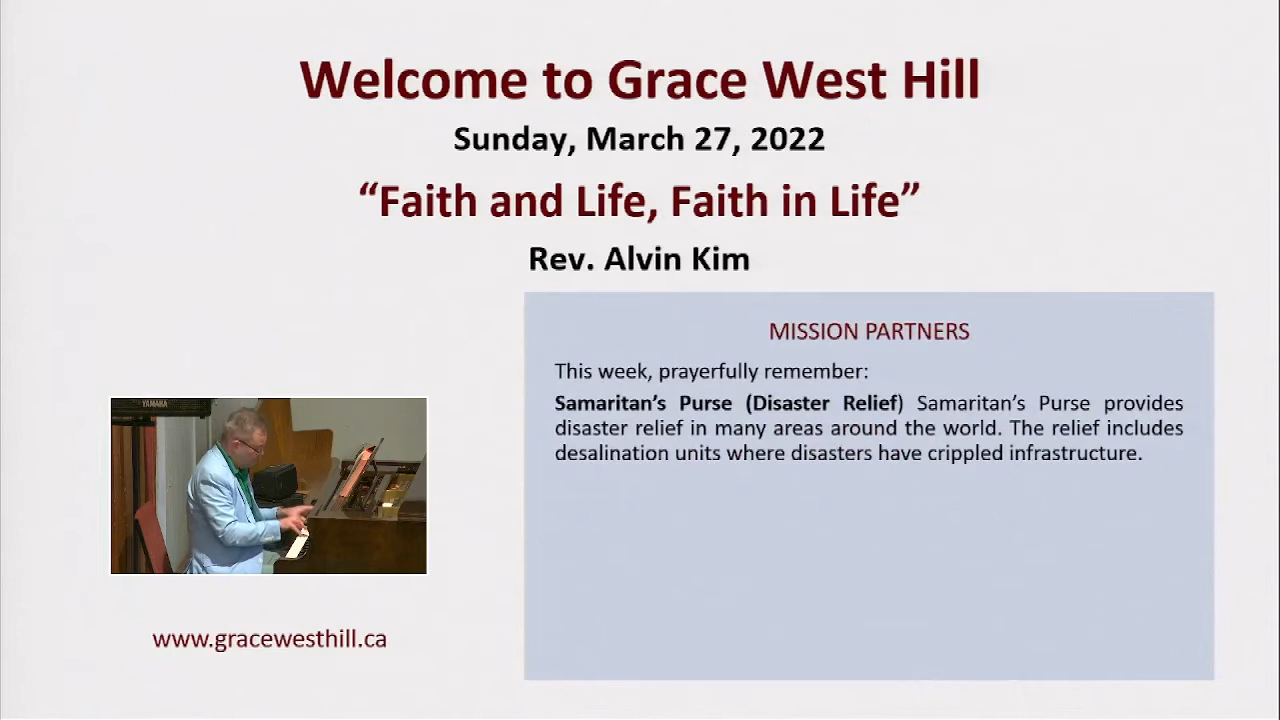 Welcome to Grace West Hill
Sunday, March 27, 2022
“Faith and Life, Faith in Life”
Rev. Alvin Kim
MISSION PARTNERS
This week, prayerfully remember:
Samaritan’s Purse (Disaster Relief) Samaritan’s Purse provides
disaster relief in many areas around the world. The relief includes
desalination units where disasters have crippled infrastructure.
YAMAHA
www.gracewesthill.ca